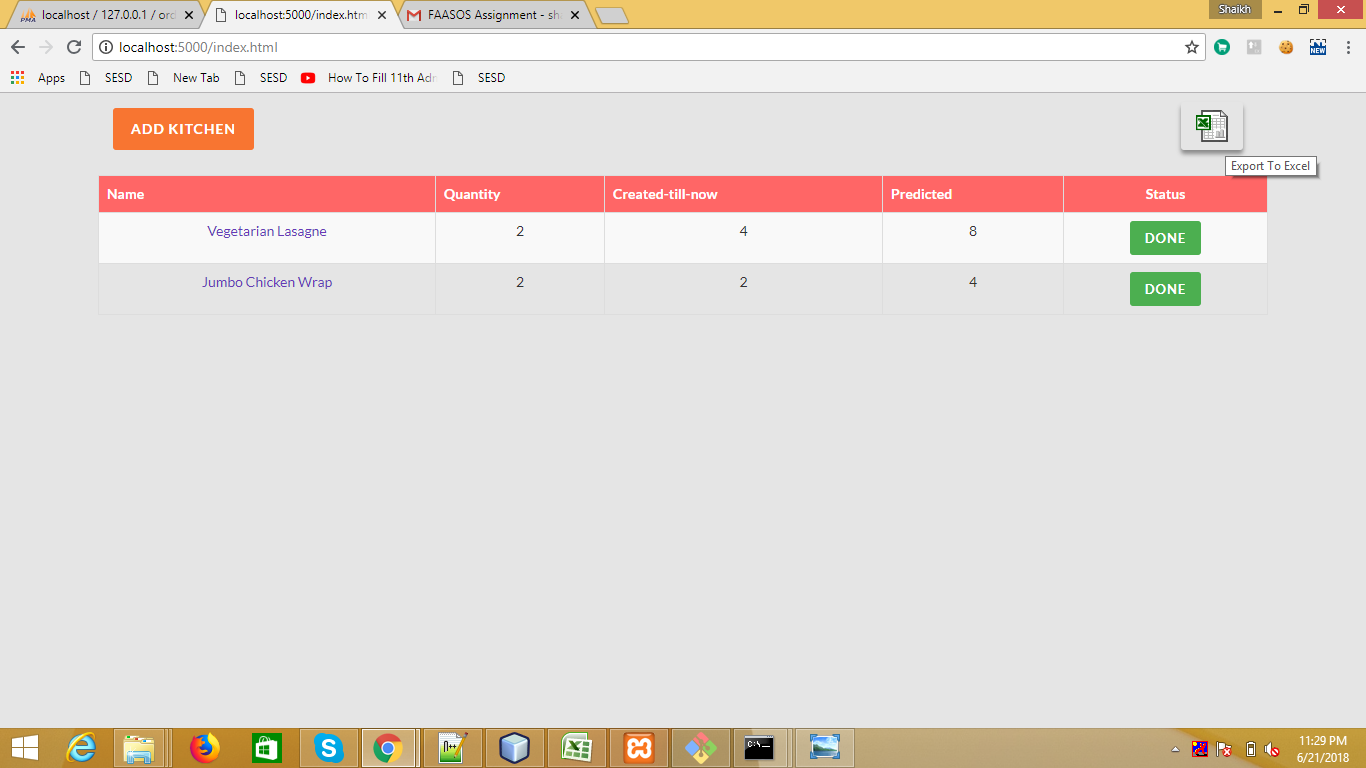 Shaikh
PMA localhost / 127.0.0.1 / ord
localhost:5000/index.htm
FAASOS Assignment - sha
localhost:5000/index.html
NEW
Apps SESD New Tab SESD How To Fill 11th Adr SESD
ADD KITCHEN
Export To Excel
Name Quantity Created-till-now Predicted Status
Vegetarian Lasagne 2 4 8 DONE
Jumbo Chicken Wrap 2 2 4 DONE
11:29 PM
6/21/2018